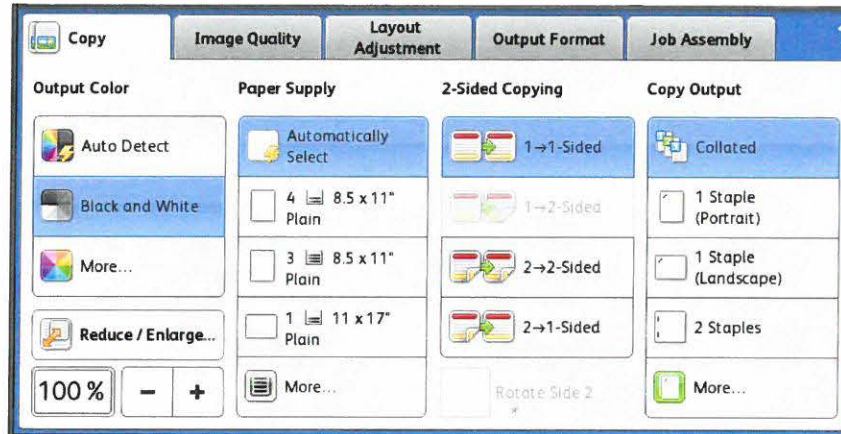 Copy
Image Quality
Layout
Adjustment
Output Format
Job Assembly
Output Color
Auto Detect
Black and White
More...
Reduce / Enlarge...
100 %
-
+
Paper Supply
Automatically
Select
4 8.5 x 11"
Plain
3 8.5 x 11"
Plain
1 11 x 17"
Plain
More...
2-Sided Copying
1→1-Sided
1→2-Sided
2→2-Sided
2→1-Sided
Rotate Side 2
Copy Output
Collated
1 Staple
(Portrait)
1 Staple
(Landscape)
2 Staples
More...